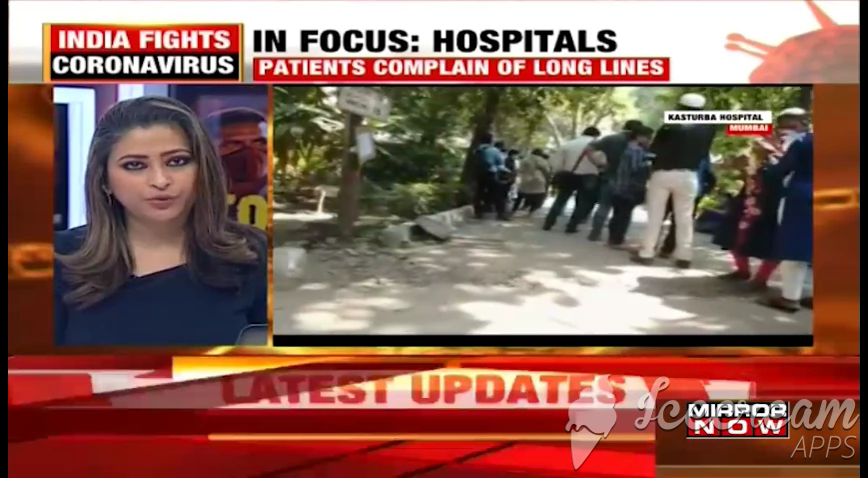 INDIA FIGHTS
CORONAVIRUS
IN FOCUS: HOSPITALS
PATIENTS COMPLAIN OF LONG LINES
KASTURBA HOSPITAL
MUMBAI
LATEST UPDATES
MIRROR
NOW
APPS